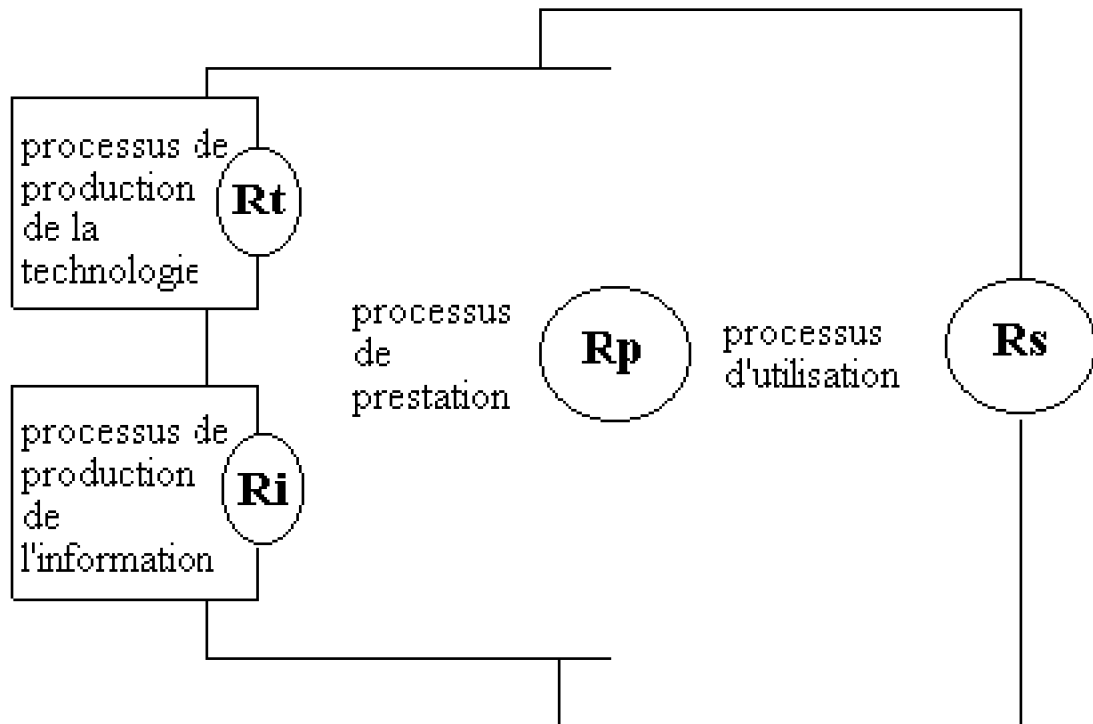 processus de
production
de la
technologie
Rt
processus de
production
de
l'information
Ri
processus
de
prestation
Rp
processus
d'utilisation
Rs